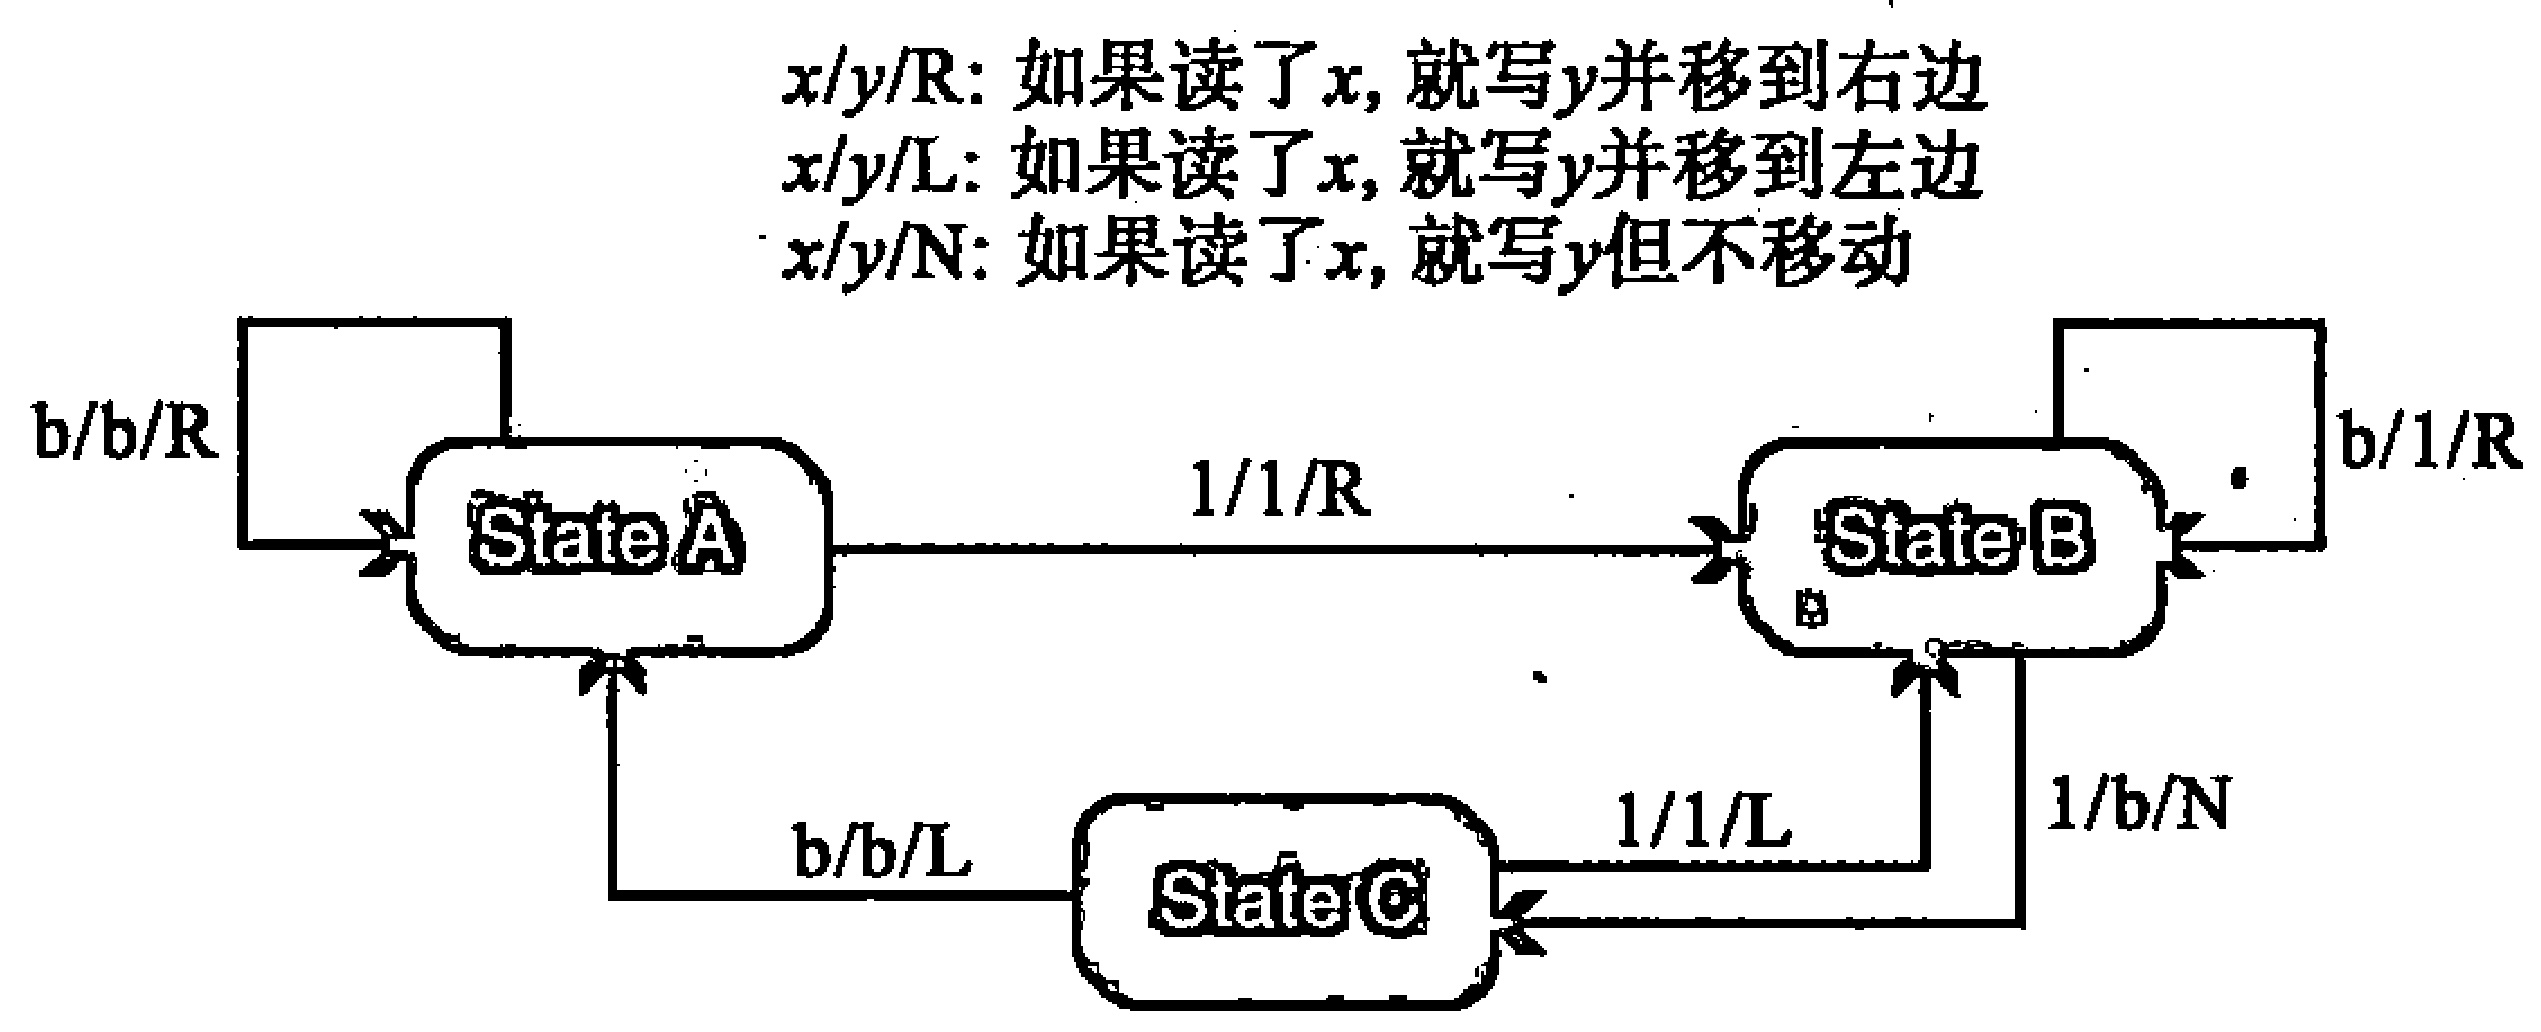 x/y/R: 如果读了x, 就写y并移到右边
x/y/L: 如果读了x, 就写y并移到左边
x/y/N: 如果读了x, 就写y但不移动
b/b/R
1/1/R
b/1/R
State A
State B
b/b/L
1/1/L
1/b/N
State C